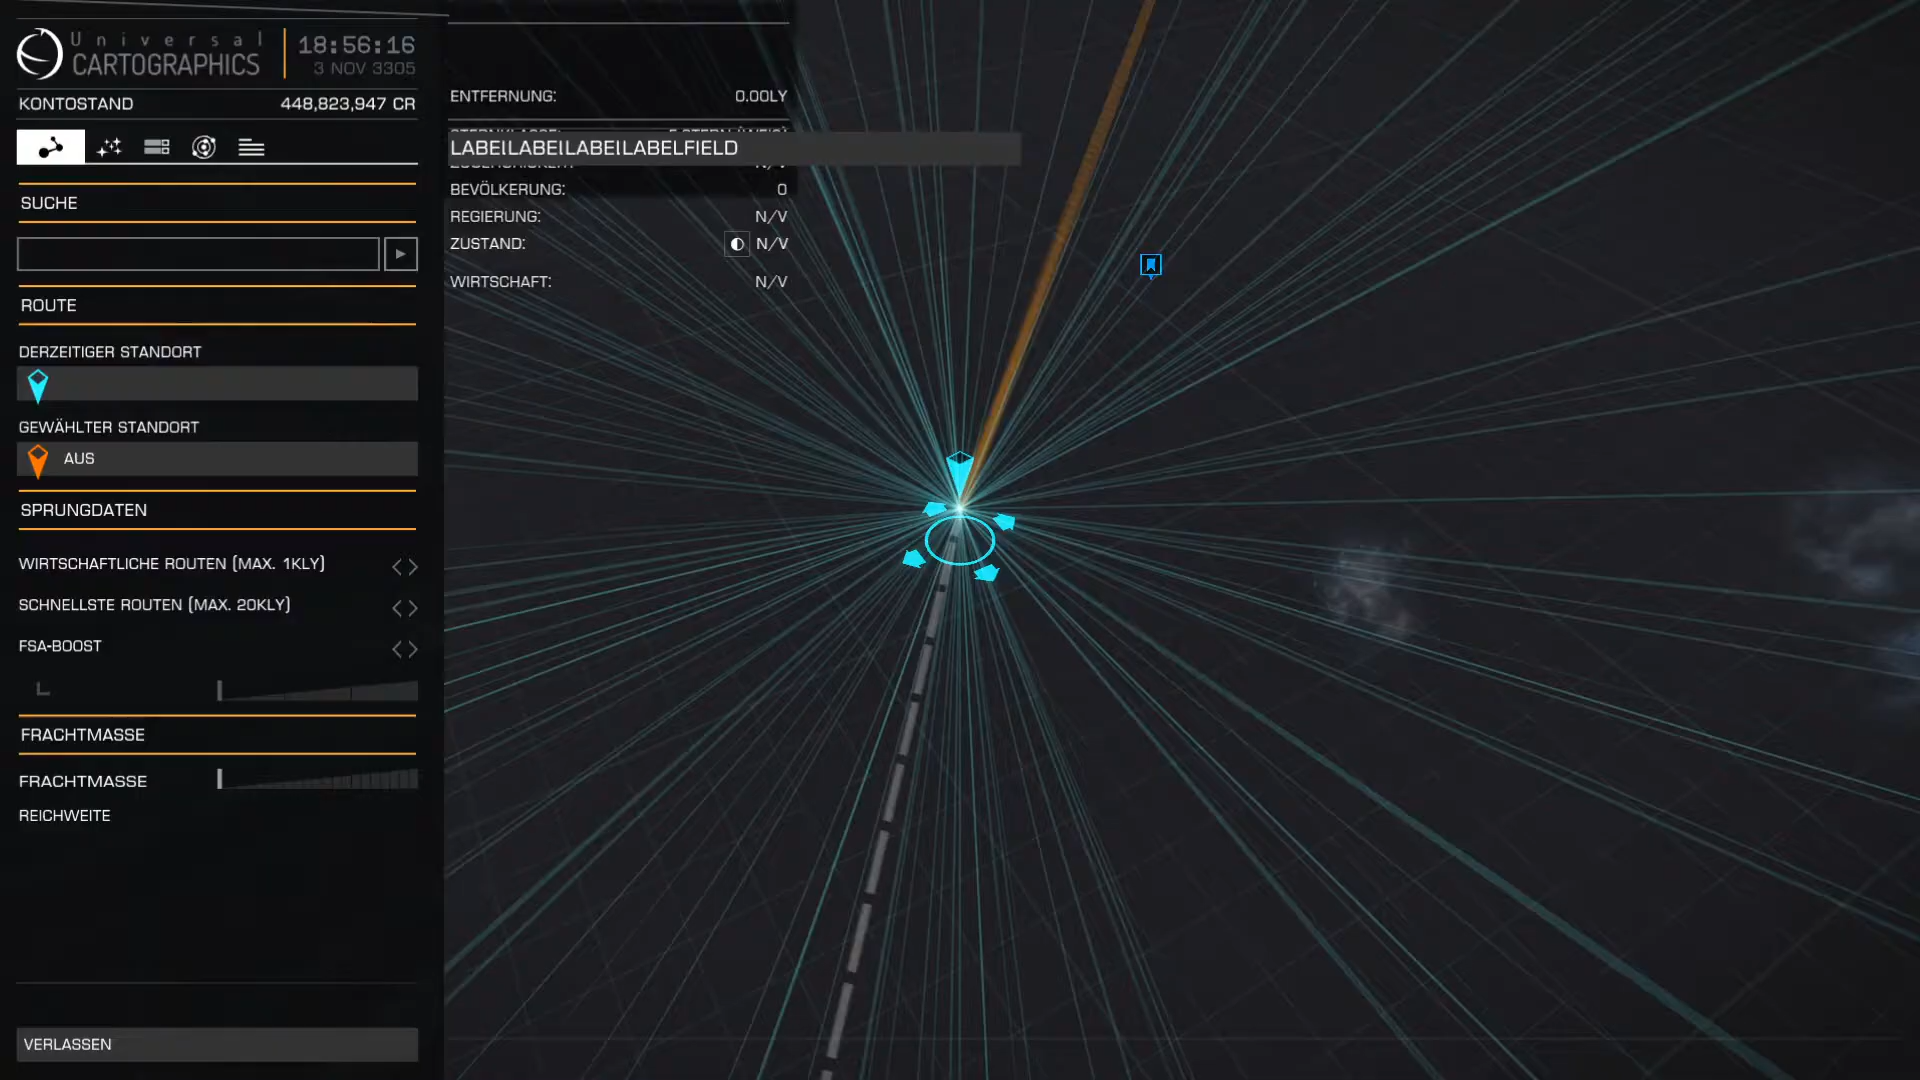 Universal
CARTOGRAPHICS
18:56:16
3 NOV 3305
KONTOSTAND 448,823,947 CR
SUCHE
ROUTE
DERZEITIGER STANDORT
GEWÄHLTER STANDORT
AUS
SPRUNGDATEN
WIRTSCHAFTLICHE ROUTEN (MAX. 1KLY)
SCHNELLSTE ROUTEN (MAX. 20KLY)
FSA-BOOST
FRACHTMASSE
FRACHTMASSE
REICHWEITE
VERLASSEN
ENTFERNUNG: 0.00LY
LABELLABELLABELLABELFIELD
BEVÖLKERUNG: 0
REGIERUNG: N/V
ZUSTAND: N/V
WIRTSCHAFT: N/V